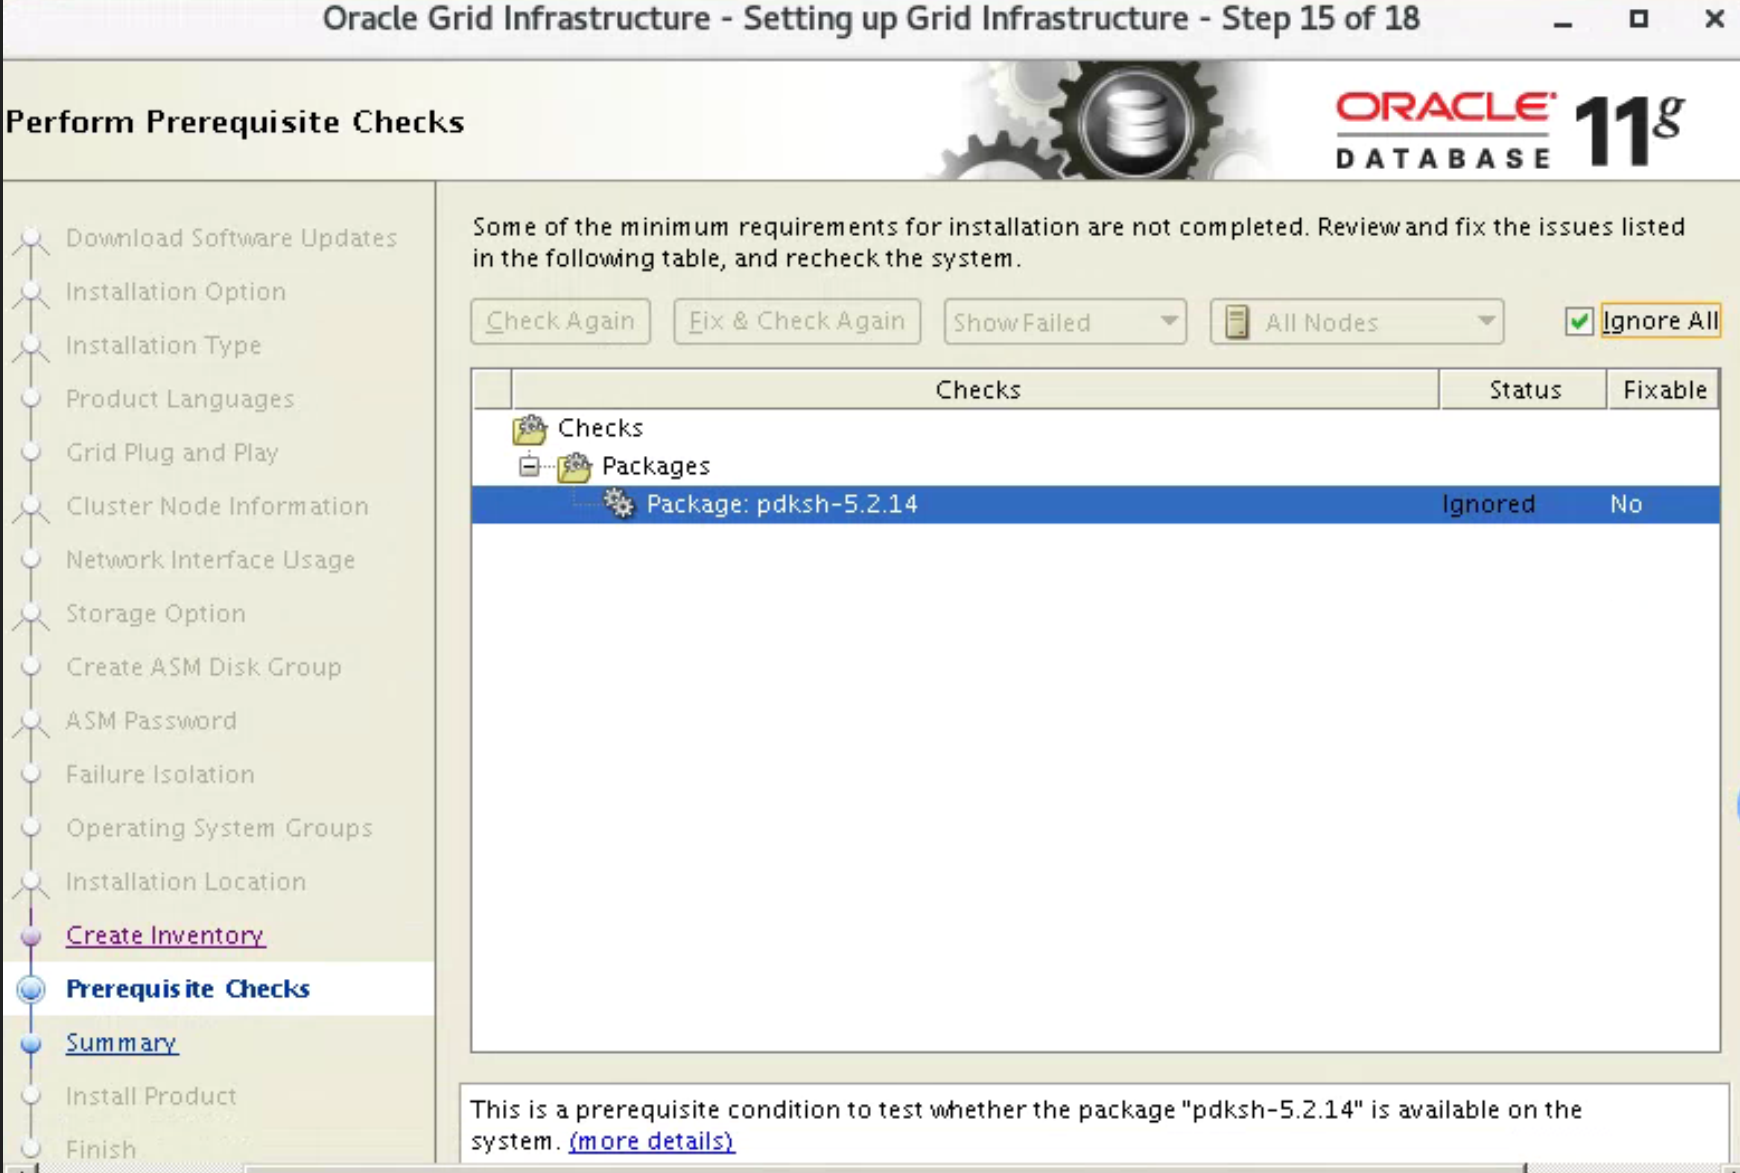 Oracle Grid Infrastructure - Setting up Grid Infrastructure - Step 15 of 18
Perform Prerequisite Checks
ORACLE
DATABASE
11g
Download Software Updates
Installation Option
Installation Type
Product Languages
Grid Plug and Play
Cluster Node Information
Network Interface Usage
Storage Option
Create ASM Disk Group
ASM Password
Failure Isolation
Operating System Groups
Installation Location
Create Inventory
Prerequisite Checks
Summary
Install Product
Finish
Some of the minimum requirements for installation are not completed. Review and fix the issues listed
in the following table, and recheck the system.
Check Again Fix & Check Again Show Failed All Nodes Ignore All
Checks Status Fixable
Checks
Packages
Package: pdksh-5.2.14 Ignored No
This is a prerequisite condition to test whether the package "pdksh-5.2.14" is available on the
system. (more details)